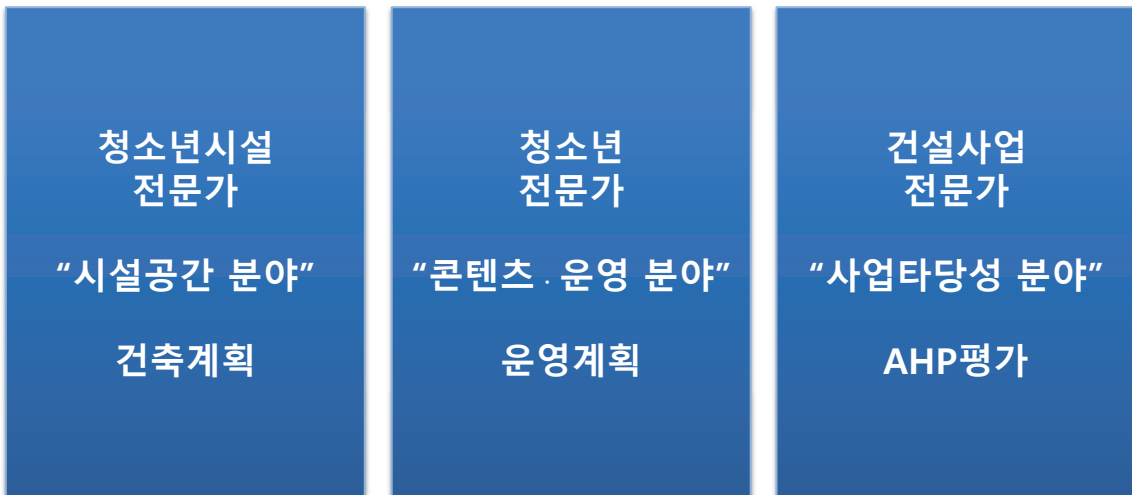 청소년시설
전문가
“시설공간 분야”
건축계획
청소년
전문가
“콘텐츠 . 운영 분야”
운영계획
건설사업
전문가
“사업타당성 분야”
AHP평가